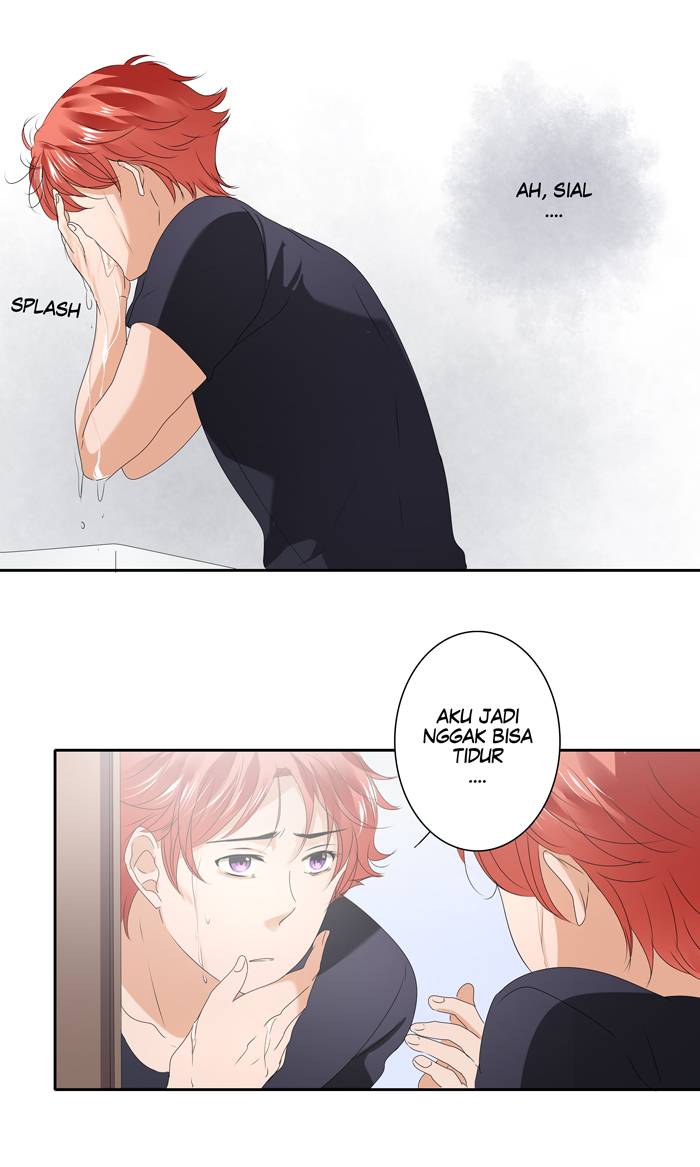 AH, SIAL
....
SPLASH
AKU JADI
NGGAK BISA
TIDUR
....